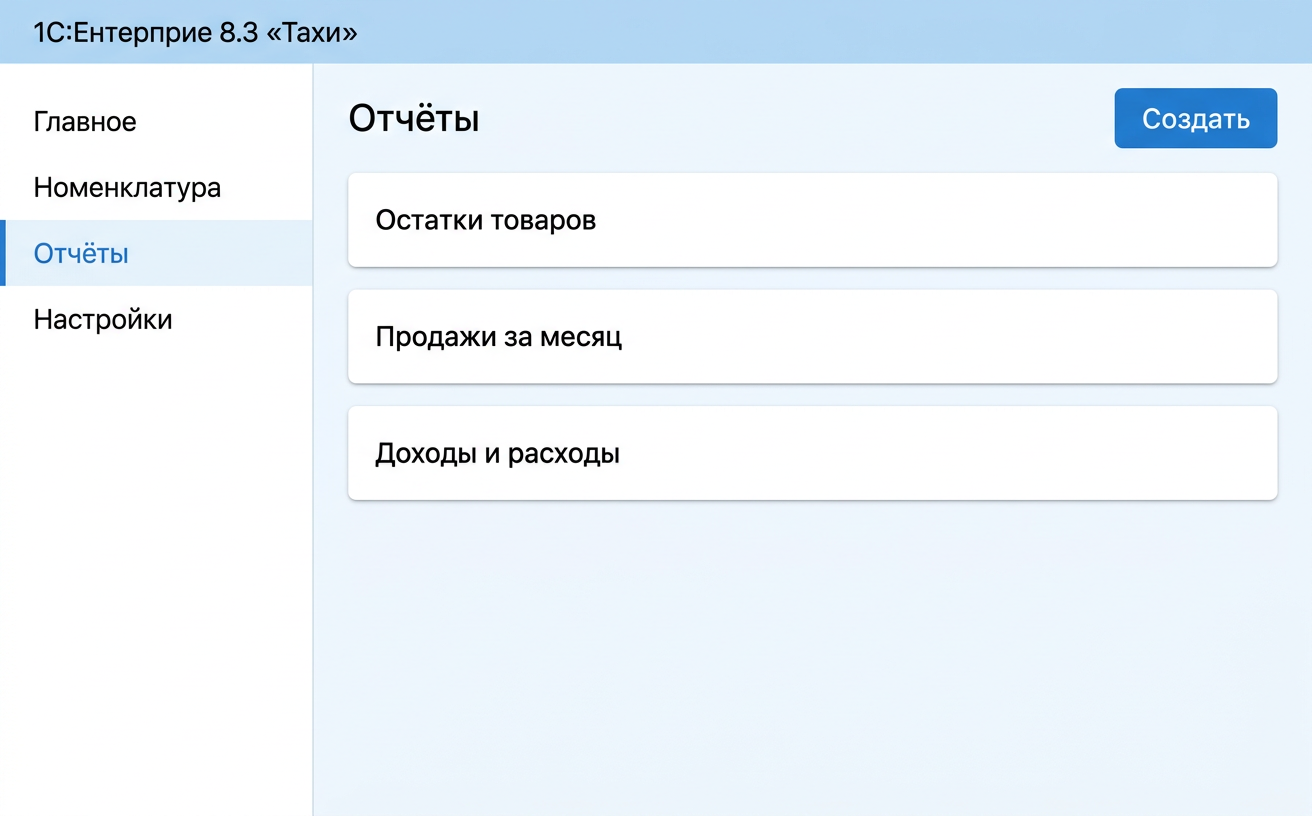 1С:Ентерприе 8.3 «Тахи»
Главное
Номенклатура
Отчёты
Настройки
Отчёты
Создать
Остатки товаров
Продажи за месяц
Доходы и расходы